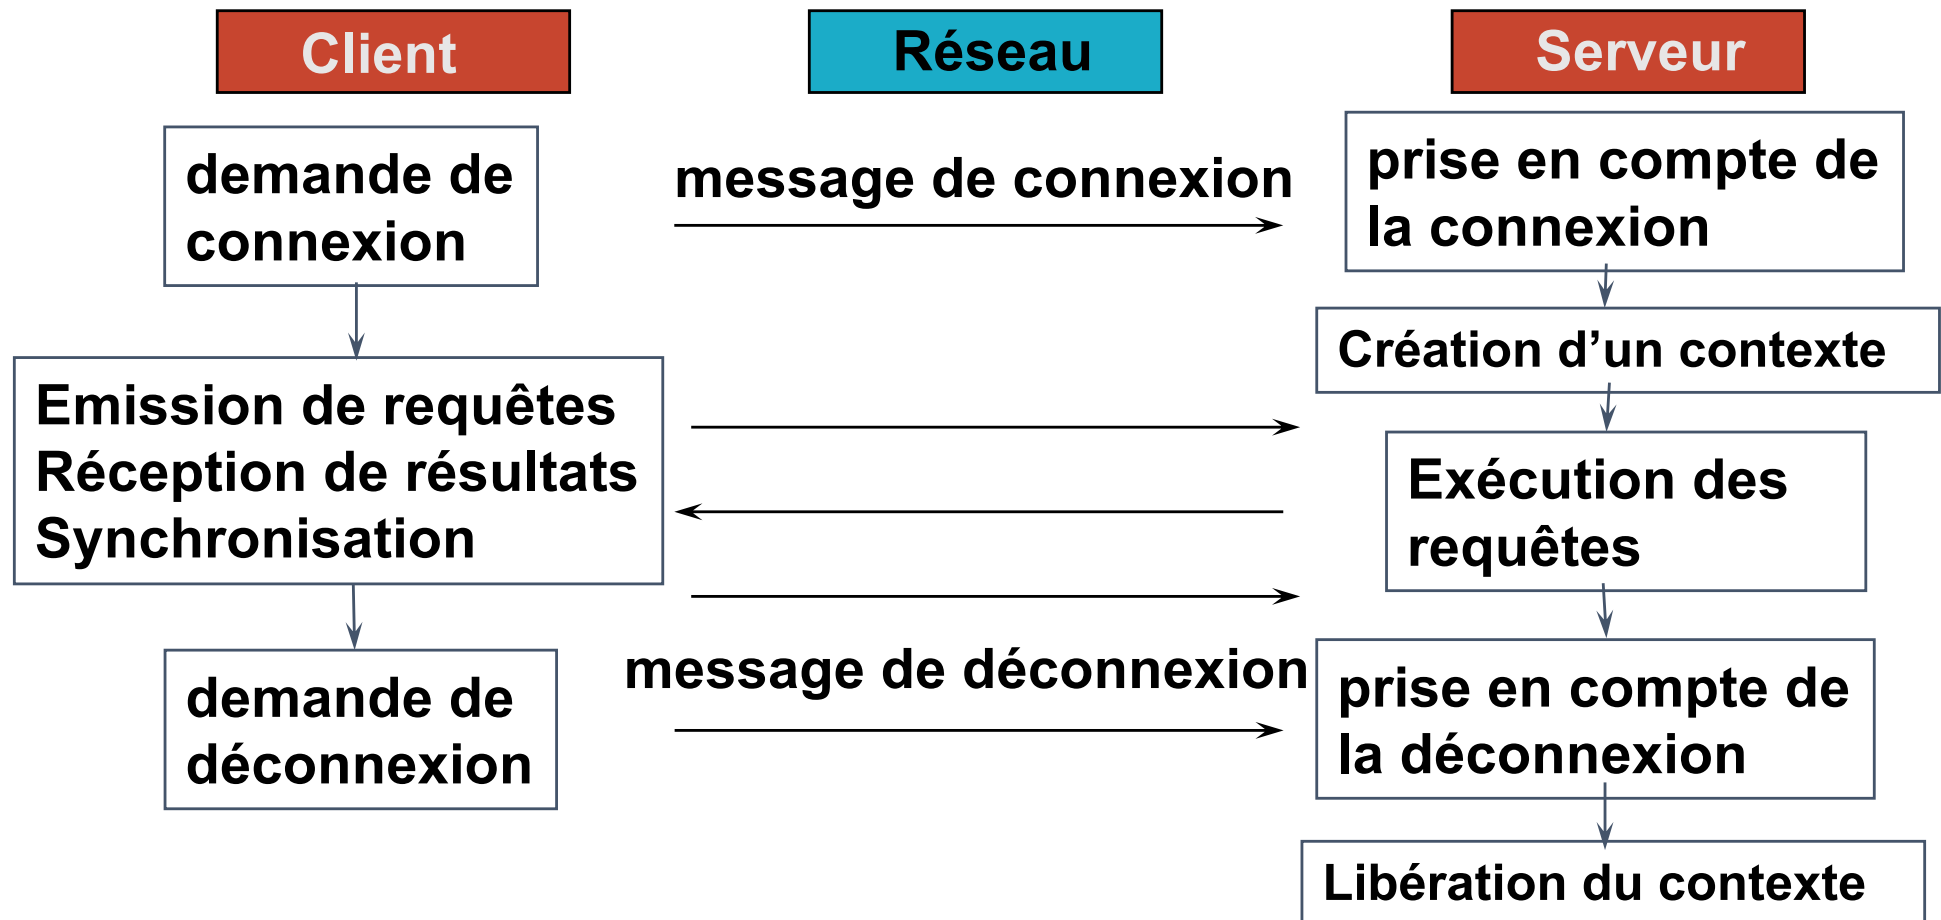 Client
Réseau
Serveur
demande de
connexion
message de connexion
prise en compte de
la connexion
Création d’un contexte
Emission de requêtes
Réception de résultats
Synchronisation
Exécution des
requêtes
demande de
déconnexion
message de déconnexion
prise en compte de
la déconnexion
Libération du contexte